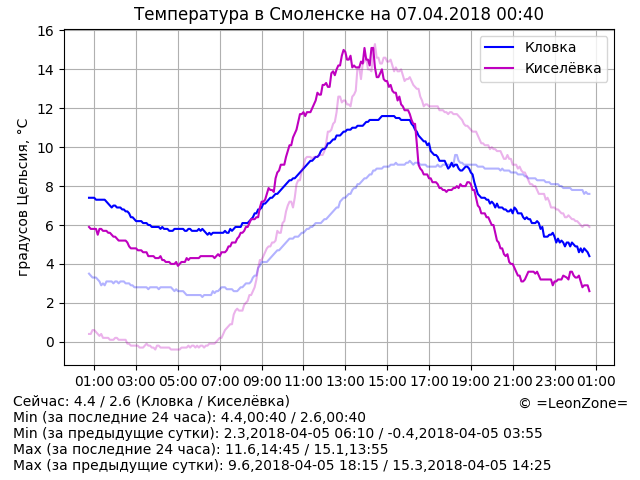 Температура в Смоленске на 07.04.2018 00:40
градусов Цельсия, °C
16
14
12
10
8
6
4
2
0
Кловка
Киселёвка
01:00 03:00 05:00 07:00 09:00 11:00 13:00 15:00 17:00 19:00 21:00 23:00 01:00
Сейчас: 4.4 / 2.6 (Кловка / Киселёвка)
© =LeonZone=
Min (за последние 24 часа): 4.4,00:40 / 2.6,00:40
Min (за предыдущие сутки): 2.3,2018-04-05 06:10 / -0.4,2018-04-05 03:55
Max (за последние 24 часа): 11.6,14:45 / 15.1,13:55
Max (за предыдущие сутки): 9.6,2018-04-05 18:15 / 15.3,2018-04-05 14:25